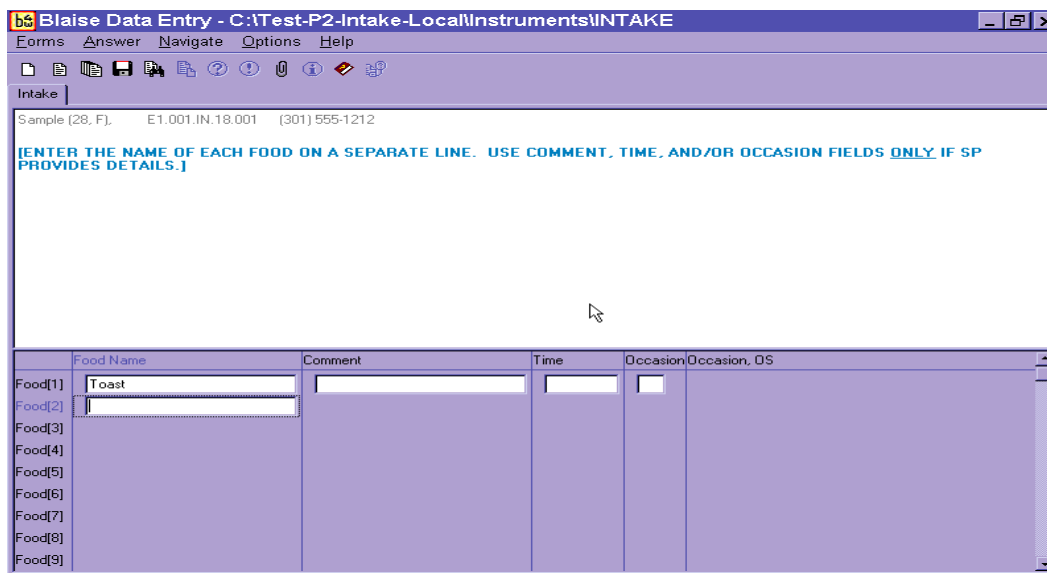 bś Blaise Data Entry - C:\Test-P2-Intake-Local\Instruments\INTAKE
Forms Answer Navigate Options Help
Intake
Sample (28, F), E1.001.IN.18.001 (301) 555-1212
[ENTER THE NAME OF EACH FOOD ON A SEPARATE LINE. USE COMMENT, TIME, AND/OR OCCASION FIELDS ONLY IF SP
PROVIDES DETAILS.]
Food Name Comment Time Occasion Occasion, OS
Food[1] Toast
Food[2]
Food[3]
Food[4]
Food[5]
Food[6]
Food[7]
Food[8]
Food[9]